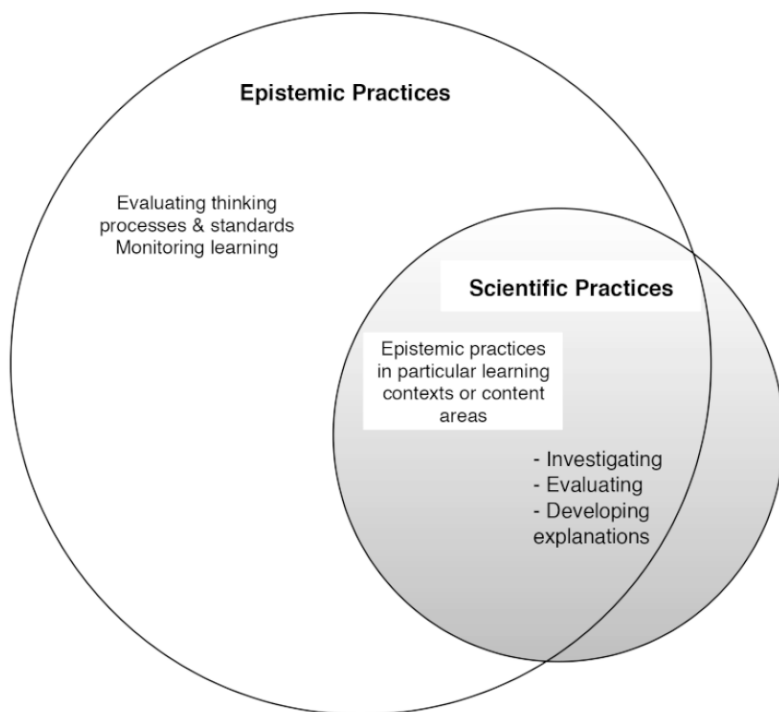 Epistemic Practices
Evaluating thinking
processes & standards
Monitoring learning
Scientific Practices
Epistemic practices
in particular learning
contexts or content
areas
- Investigating
- Evaluating
- Developing
explanations